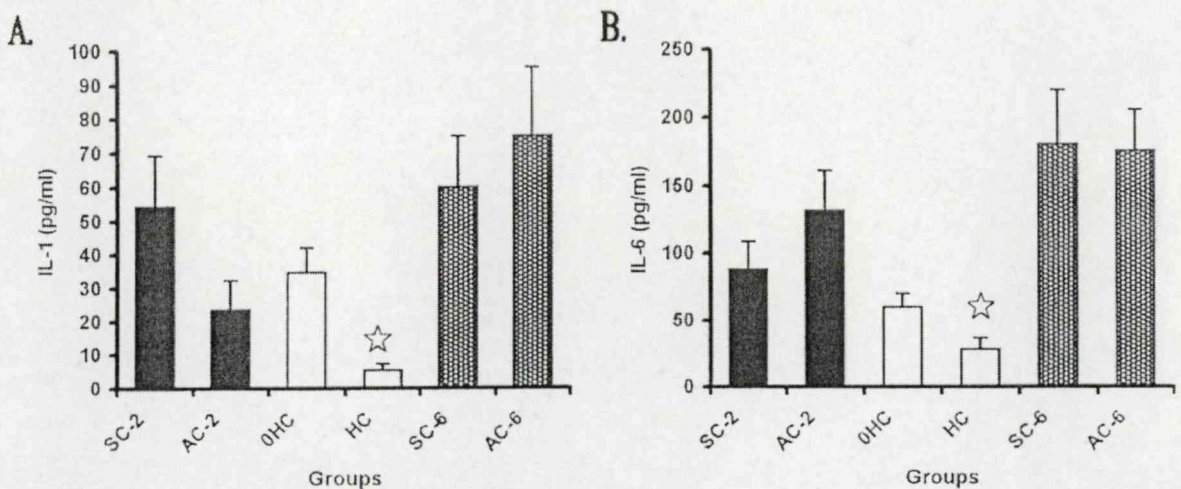 A.
IL-1 (pg/ml)
100
90
80
70
60
50
40
30
20
10
0
SC-2
AC-2
0HC
HC
SC-6
AC-6
Groups
B.
IL-6 (pg/ml)
250
200
150
100
50
0
SC-2
AC-2
0HC
HC
SC-6
AC-6
Groups